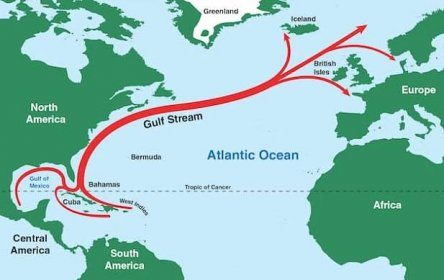 Greenland
Iceland
British
Isles
Europe
North
America
Gulf Stream
Bermuda
Atlantic Ocean
Gulf of
Mexico
Bahamas
Tropic of Cancer
Cuba
West Indies
Africa
Central
America
South
America